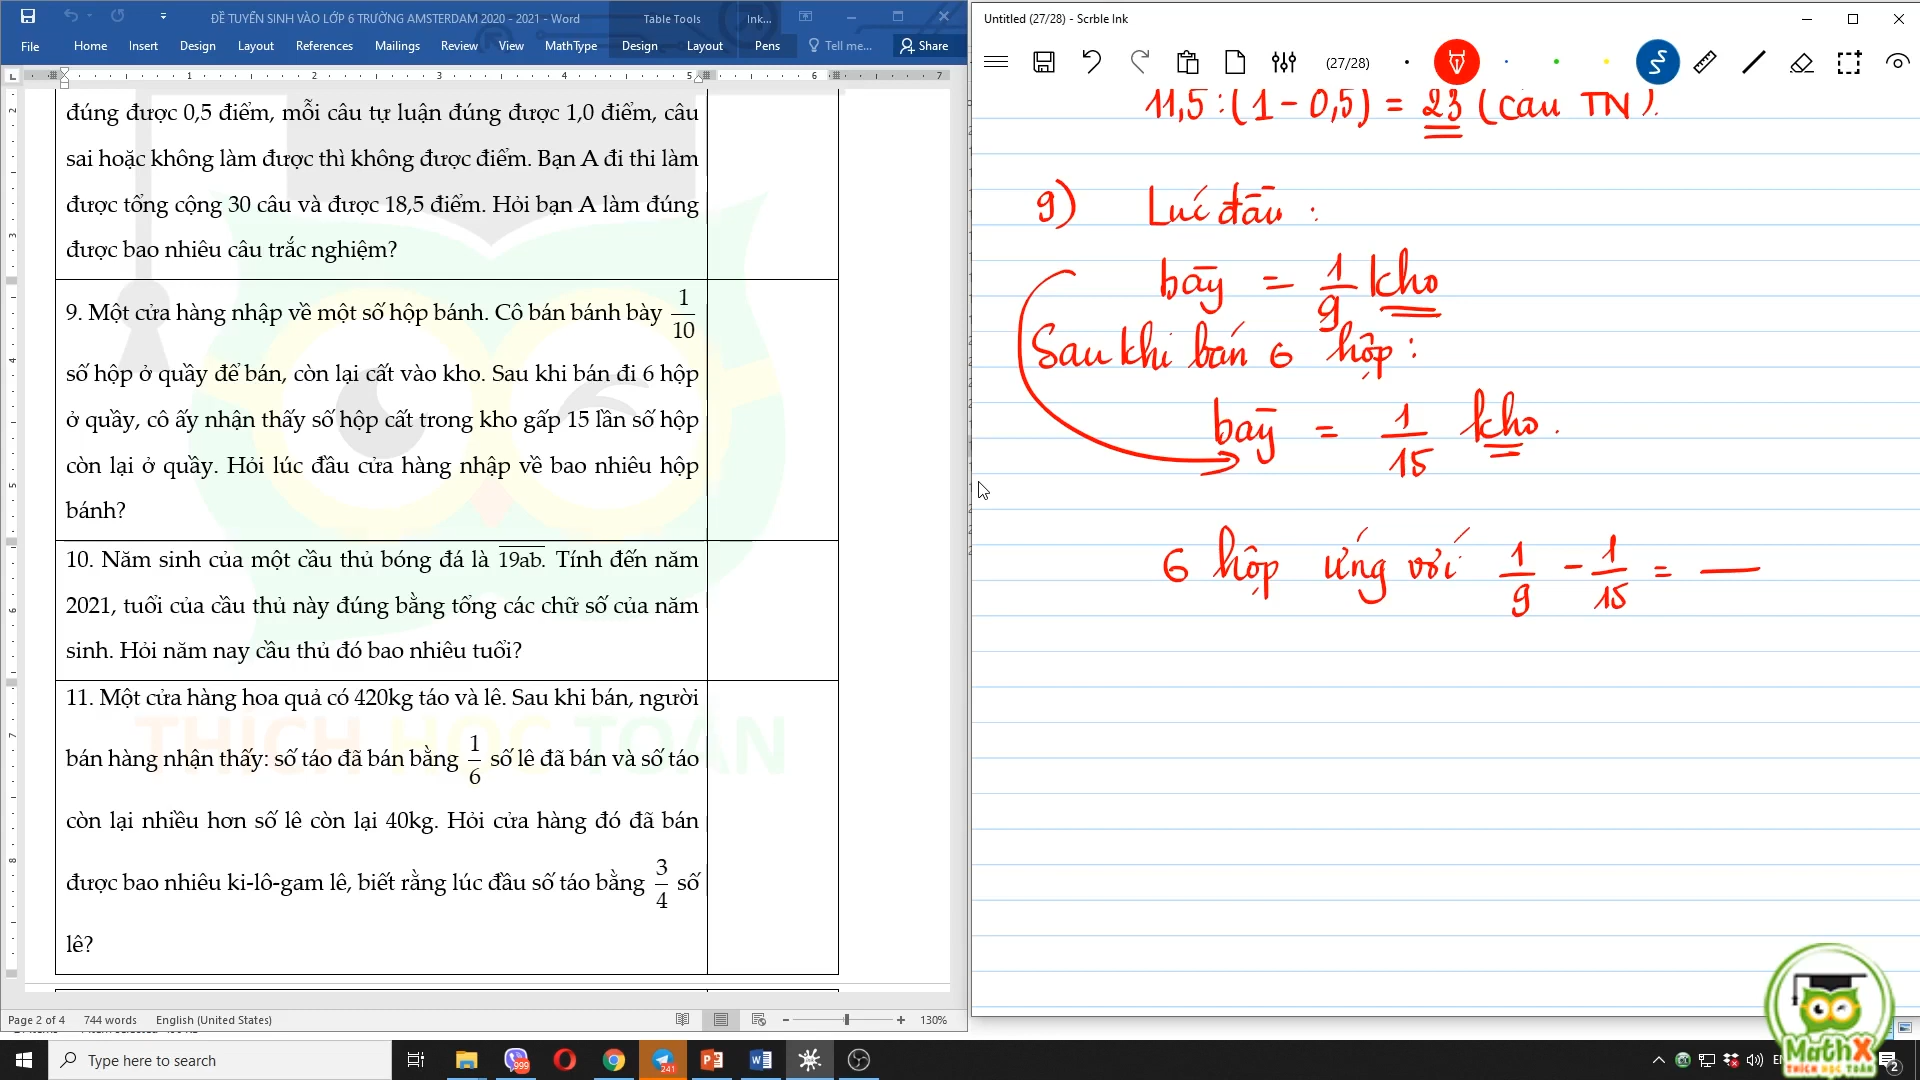 ĐỀ TUYỂN SINH VÀO LỚP 6 TRƯỜNG AMSTERDAM 2020 - 2021 - Word
Table Tools
Ink...
File Home Insert Design Layout References Mailings Review View MathType Design Layout Pens Tell me... Share
đúng được 0,5 điểm, mỗi câu tự luận đúng được 1,0 điểm, câu
sai hoặc không làm được thì không được điểm. Bạn A đi thi làm
được tổng cộng 30 câu và được 18,5 điểm. Hỏi bạn A làm đúng
được bao nhiêu câu trắc nghiệm?
9. Một cửa hàng nhập về một số hộp bánh. Cô bán bánh bày 1/10
số hộp ở quầy để bán, còn lại cất vào kho. Sau khi bán đi 6 hộp
ở quầy, cô ấy nhận thấy số hộp cất trong kho gấp 15 lần số hộp
còn lại ở quầy. Hỏi lúc đầu cửa hàng nhập về bao nhiêu hộp
bánh?
10. Năm sinh của một cầu thủ bóng đá là 19ab. Tính đến năm
2021, tuổi của cầu thủ này đúng bằng tổng các chữ số của năm
sinh. Hỏi năm nay cầu thủ đó bao nhiêu tuổi?
11. Một cửa hàng hoa quả có 420kg táo và lê. Sau khi bán, người
bán hàng nhận thấy: số táo đã bán bằng 1/6 số lê đã bán và số táo
còn lại nhiều hơn số lê còn lại 40kg. Hỏi cửa hàng đó đã bán
được bao nhiêu ki-lô-gam lê, biết rằng lúc đầu số táo bằng 3/4 số
lê?
THÍCH HỌC TOÁN
Page 2 of 4 744 words English (United States) 130%
Untitled (27/28) - Scrble Ink
(27/28)
11,5 : (1 - 0,5) = 23 (câu TN).
9) Lúc đầu :
bày = 1/9 kho
Sau khi bán 6 hộp :
bày = 1/15 kho.
6 hộp ứng với 1/9 - 1/15 =
MathX
THÍCH HỌC TOÁN
Type here to search
999
241
2